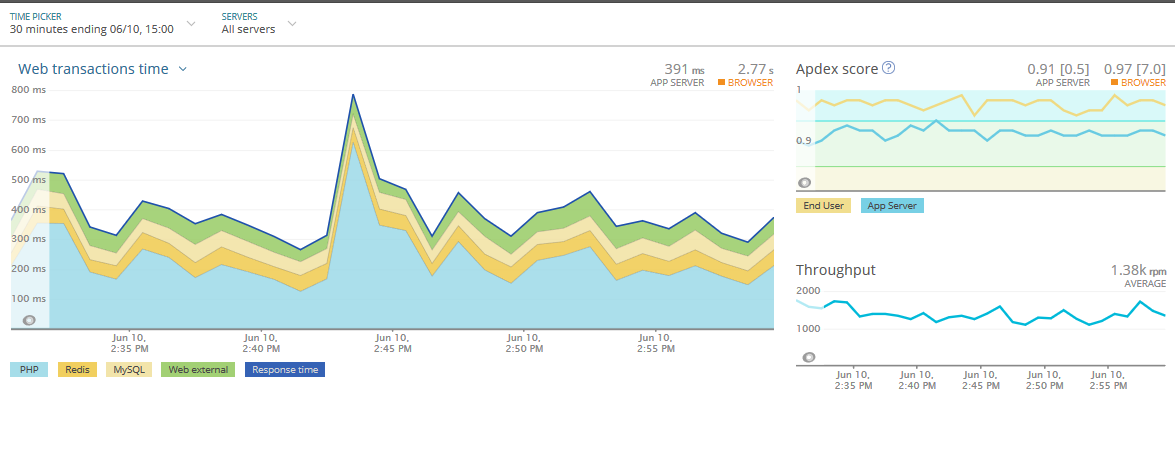 TIME PICKER
30 minutes ending 06/10, 15:00
SERVERS
All servers
Web transactions time
391 ms
APP SERVER
2.77 s
BROWSER
800 ms
700 ms
600 ms
500 ms
400 ms
300 ms
200 ms
100 ms
Jun 10,
2:35 PM
Jun 10,
2:40 PM
Jun 10,
2:45 PM
Jun 10,
2:50 PM
Jun 10,
2:55 PM
PHP
Redis
MySQL
Web external
Response time
Apdex score ?
0.91 [0.5]
APP SERVER
0.97 [7.0]
BROWSER
1
0.9
End User
App Server
Throughput
1.38k rpm
AVERAGE
2000
1000
Jun 10,
2:35 PM
Jun 10,
2:40 PM
Jun 10,
2:45 PM
Jun 10,
2:50 PM
Jun 10,
2:55 PM